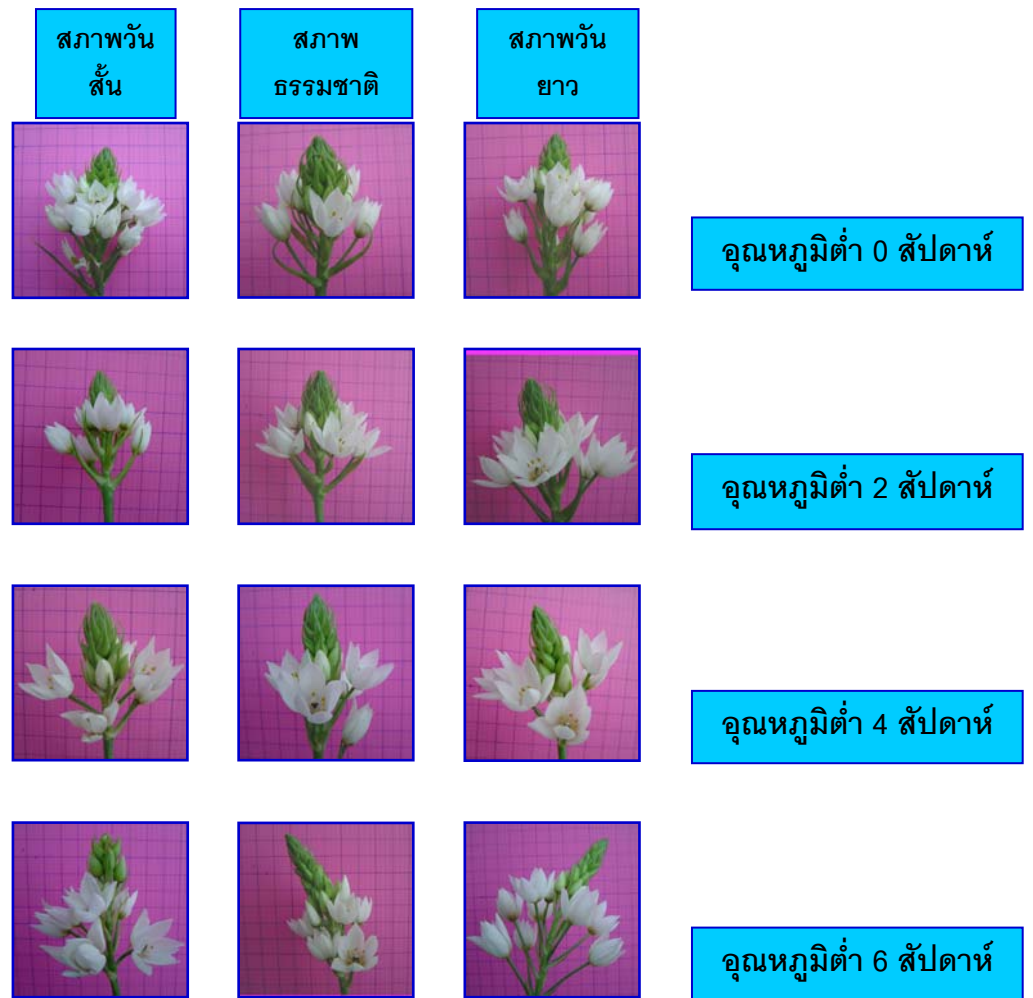 สภาพวัน
สั้น
สภาพ
ธรรมชาติ
สภาพวัน
ยาว
อุณหภูมิต่ำ 0 สัปดาห์
อุณหภูมิต่ำ 2 สัปดาห์
อุณหภูมิต่ำ 4 สัปดาห์
อุณหภูมิต่ำ 6 สัปดาห์